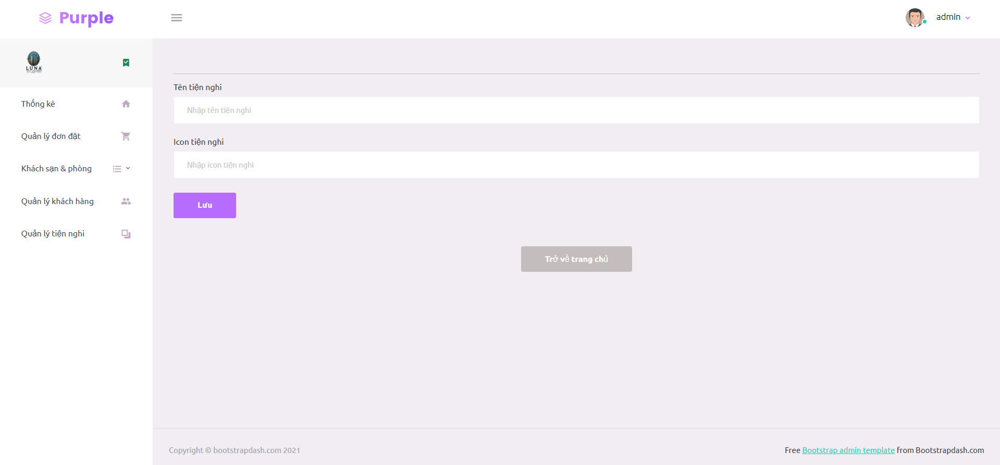 Purple
admin
LUNA
Thống kê
Quản lý đơn đặt
Khách sạn & phòng
Quản lý khách hàng
Quản lý tiện nghi
Tên tiện nghi
Nhập tên tiện nghi
Icon tiện nghi
Nhập icon tiện nghi
Lưu
Trở về trang chủ
Copyright © bootstrapdash.com 2021
Free Bootstrap admin template from Bootstrapdash.com